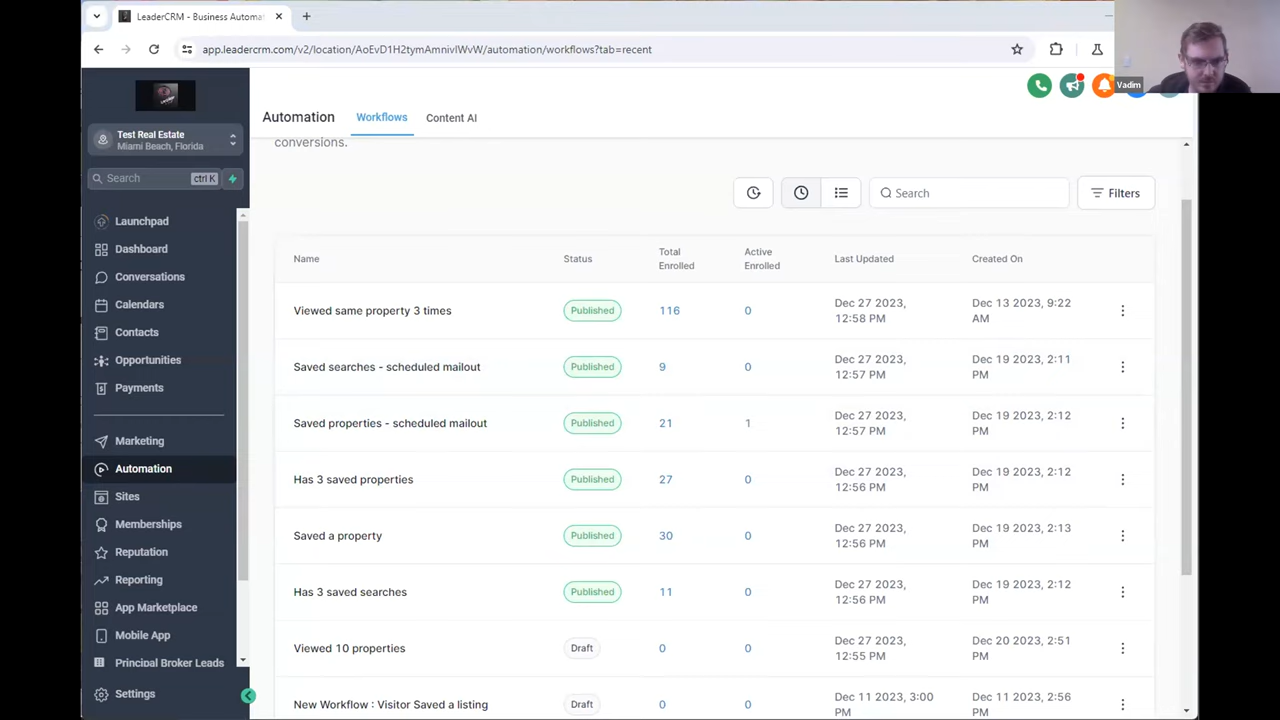 LeaderCRM - Business Automa
app.leadercrm.com/v2/location/AoEvD1H2tymAmnivIWvW/automation/workflows?tab=recent
Vadim
Test Real Estate
Miami Beach, Florida
Search ctrl K
Launchpad
Dashboard
Conversations
Calendars
Contacts
Opportunities
Payments
Marketing
Automation
Sites
Memberships
Reputation
Reporting
App Marketplace
Mobile App
Principal Broker Leads
Settings
Automation Workflows Content AI
conversions.
Search Filters
Name Status Total Enrolled Active Enrolled Last Updated Created On
Viewed same property 3 times Published 116 0 Dec 27 2023, 12:58 PM Dec 13 2023, 9:22 AM
Saved searches - scheduled mailout Published 9 0 Dec 27 2023, 12:57 PM Dec 19 2023, 2:11 PM
Saved properties - scheduled mailout Published 21 1 Dec 27 2023, 12:57 PM Dec 19 2023, 2:12 PM
Has 3 saved properties Published 27 0 Dec 27 2023, 12:56 PM Dec 19 2023, 2:12 PM
Saved a property Published 30 0 Dec 27 2023, 12:56 PM Dec 19 2023, 2:13 PM
Has 3 saved searches Published 11 0 Dec 27 2023, 12:56 PM Dec 19 2023, 2:12 PM
Viewed 10 properties Draft 0 0 Dec 27 2023, 12:55 PM Dec 20 2023, 2:51 PM
New Workflow : Visitor Saved a listing Draft 0 0 Dec 11 2023, 3:00 PM Dec 11 2023, 2:56 PM